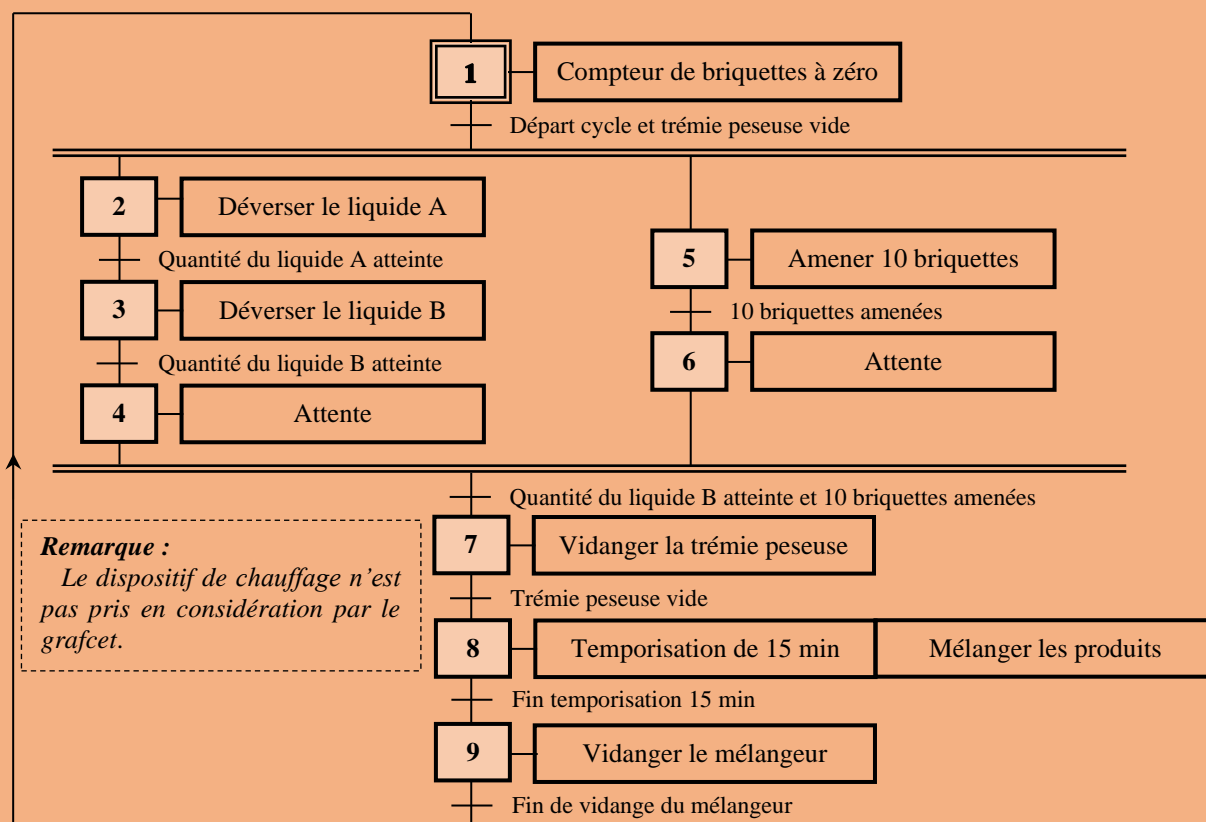 1
Compteur de briquettes à zéro
Départ cycle et trémie peseuse vide
2
Déverser le liquide A
Quantité du liquide A atteinte
3
Déverser le liquide B
Quantité du liquide B atteinte
4
Attente
5
Amener 10 briquettes
10 briquettes amenées
6
Attente
Quantité du liquide B atteinte et 10 briquettes amenées
7
Vidanger la trémie peseuse
Trémie peseuse vide
8
Temporisation de 15 min
Mélanger les produits
Fin temporisation 15 min
9
Vidanger le mélangeur
Fin de vidange du mélangeur
Remarque :
Le dispositif de chauffage n’est
pas pris en considération par le
grafcet.